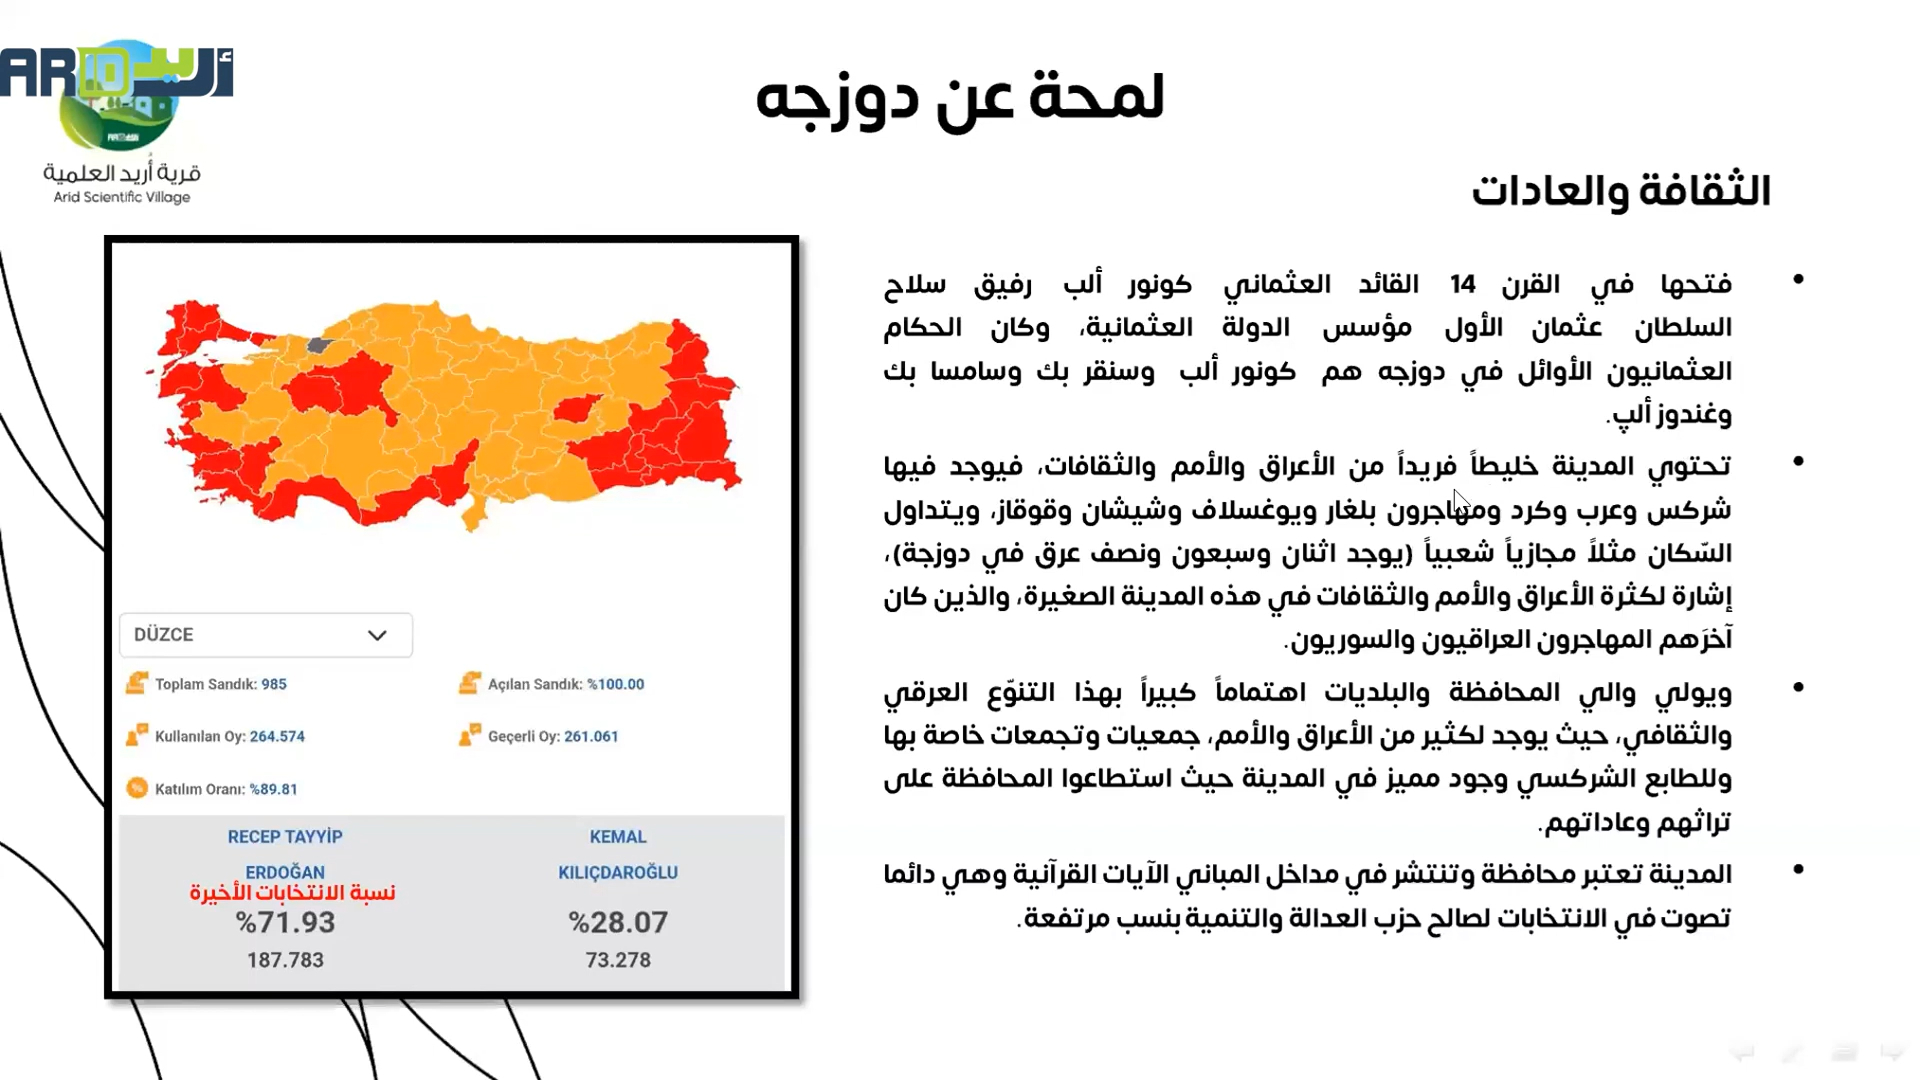 ARID أريد
قرية أريد العلمية
Arid Scientific Village
لمحة عن دوزجه
الثقافة والعادات
• فتحها في القرن 14 القائد العثماني كونور ألب رفيق سلاح
السلطان عثمان الأول مؤسس الدولة العثمانية، وكان الحكام
العثمانيون الأوائل في دوزجه هم كونور ألب وسنقر بك وسامسا بك
وغندوز ألپ.
• تحتوي المدينة خليطاً فريداً من الأعراق والأمم والثقافات، فيوجد فيها
شركس وعرب وكرد ومهاجرون بلغار ويوغسلاف وشيشان وقوقاز، ويتداول
السّكان مثلاً مجازياً شعبياً (يوجد اثنان وسبعون ونصف عرق في دوزجة)،
إشارة لكثرة الأعراق والأمم والثقافات في هذه المدينة الصغيرة، والذين كان
آخرَهم المهاجرون العراقيون والسوريون.
• ويولي والي المحافظة والبلديات اهتماماً كبيراً بهذا التنوّع العرقي
والثقافي، حيث يوجد لكثير من الأعراق والأمم، جمعيات وتجمعات خاصة بها
وللطابع الشركسي وجود مميز في المدينة حيث استطاعوا المحافظة على
تراثهم وعاداتهم.
• المدينة تعتبر محافظة وتنتشر في مداخل المباني الآيات القرآنية وهي دائما
تصوت في الانتخابات لصالح حزب العدالة والتنمية بنسب مرتفعة.
DÜZCE
Toplam Sandık: 985
Açılan Sandık: %100.00
Kullanılan Oy: 264.574
Geçerli Oy: 261.061
Katılım Oranı: %89.81
RECEP TAYYİP
ERDOĞAN
نسبة الانتخابات الأخيرة
%71.93
187.783
KEMAL
KILIÇDAROĞLU
%28.07
73.278